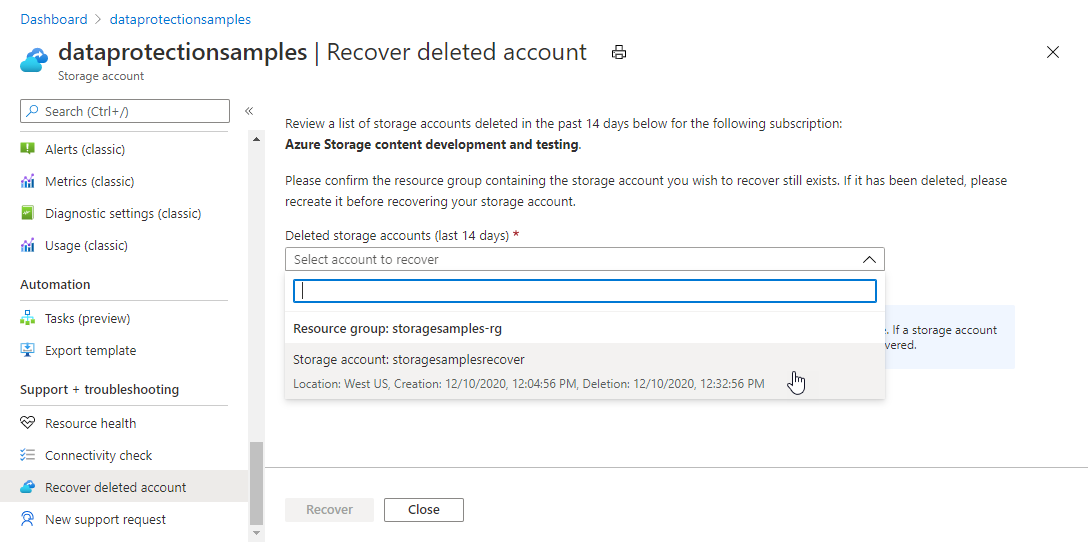 Dashboard > dataprotectionsamples
dataprotectionsamples | Recover deleted account
Storage account
Search (Ctrl+/)
«
Alerts (classic)
Metrics (classic)
Diagnostic settings (classic)
Usage (classic)
Automation
Tasks (preview)
Export template
Support + troubleshooting
Resource health
Connectivity check
Recover deleted account
New support request
Review a list of storage accounts deleted in the past 14 days below for the following subscription:
Azure Storage content development and testing.
Please confirm the resource group containing the storage account you wish to recover still exists. If it has been deleted, please
recreate it before recovering your storage account.
Deleted storage accounts (last 14 days) *
Select account to recover
Resource group: storagesamples-rg
Storage account: storagesamplesrecover
Location: West US, Creation: 12/10/2020, 12:04:56 PM, Deletion: 12/10/2020, 12:32:56 PM
. If a storage account
vered.
Recover
Close